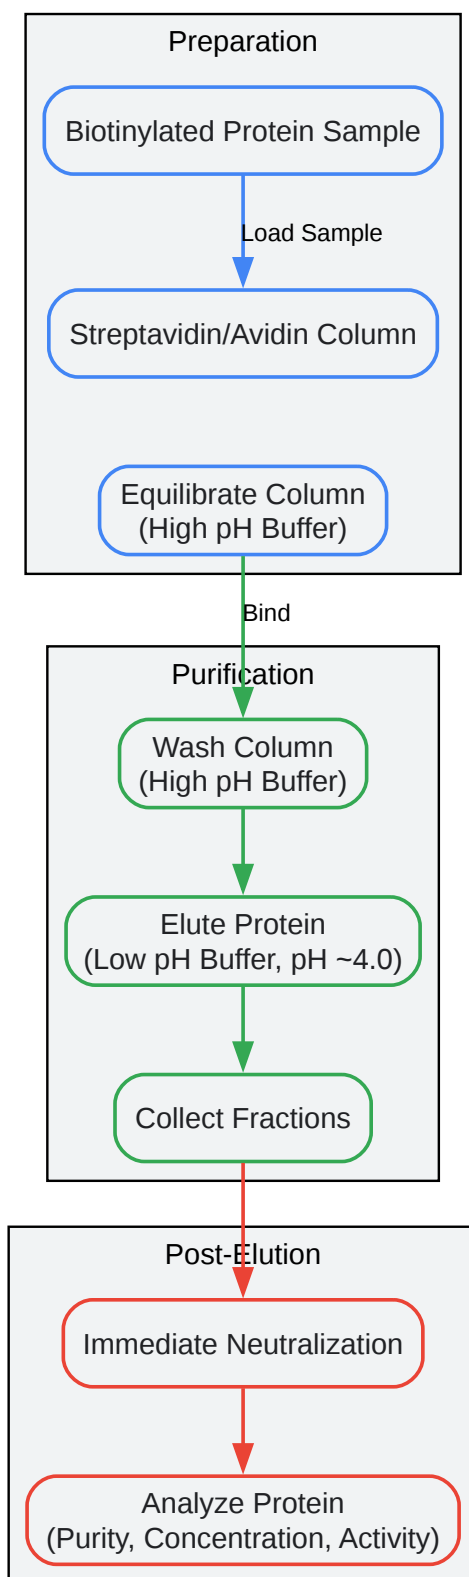 Preparation
Biotinylated Protein Sample
Load Sample
Streptavidin/Avidin Column
Equilibrate Column
(High pH Buffer)
Bind
Purification
Wash Column
(High pH Buffer)
Elute Protein
(Low pH Buffer, pH ~4.0)
Collect Fractions
Post-Elution
Immediate Neutralization
Analyze Protein
(Purity, Concentration, Activity)